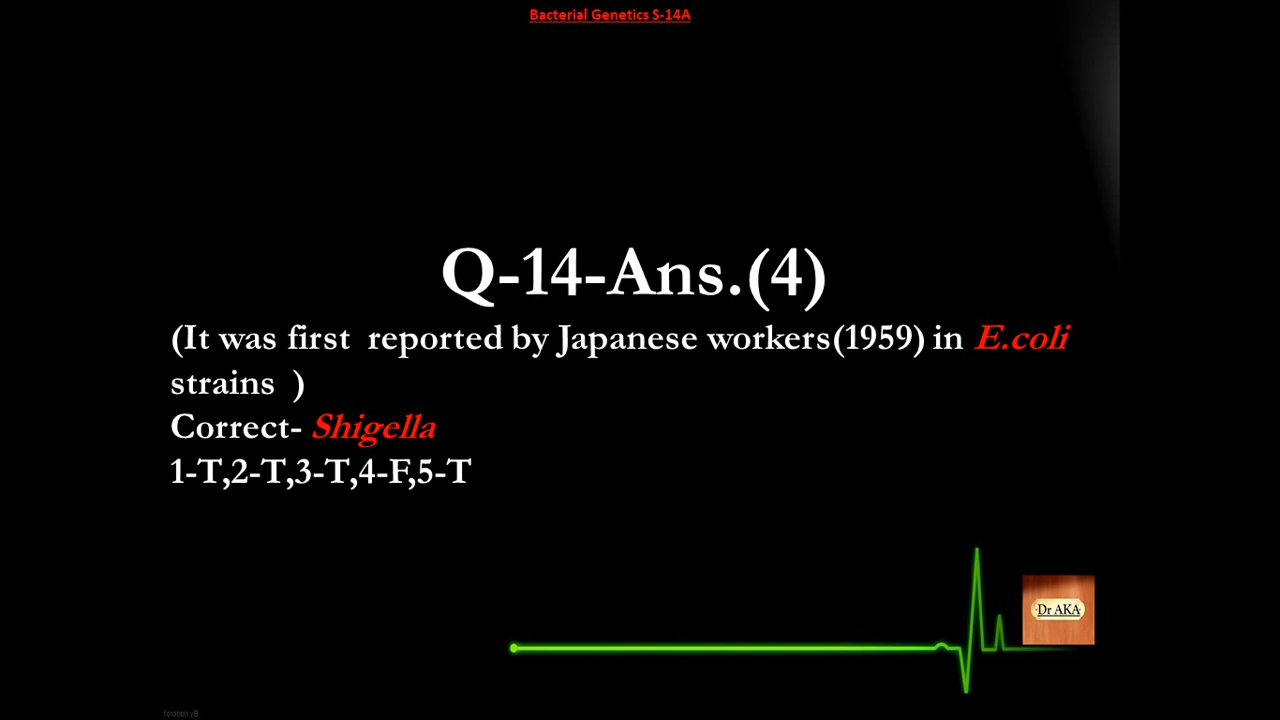 Bacterial Genetics S-14A
Q-14-Ans.(4)
(It was first reported by Japanese workers(1959) in E.coli
strains )
Correct- Shigella
1-T,2-T,3-T,4-F,5-T
Dr AKA